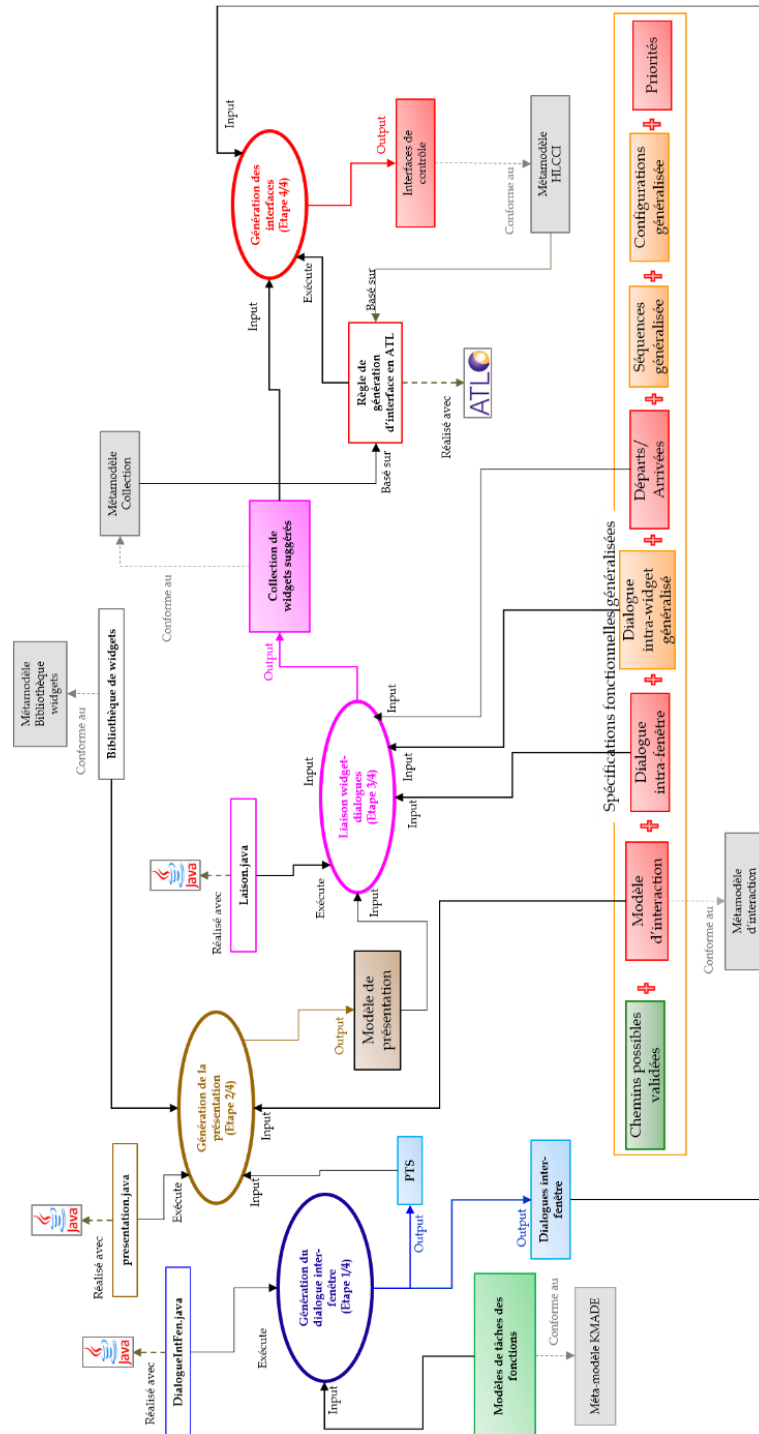 Réalisé avec
DialogueIntFen.java
Exécute
Génération du
dialogue inter-
fenêtre
(Etape 1/4)
Input
Modèles de tâches des
fonctions
Conforme au
Méta-modèle KMADE
Output
PTS
Output
Dialogues inter-
fenêtre
Java
Java
Réalisé avec
presentation.java
Exécute
Input
Génération de la
présentation
(Etape 2/4)
Input
Output
Modèle de
présentation
Métamodèle
Bibliothèque
widgets
Conforme au
Bibliothèque de widgets
Java
Réalisé avec
Laison.java
Exécute
Input
Liaison widget-
dialogues
(Etape 3/4)
Input
Input
Input
Input
Output
Collection de
widgets suggérés
Conforme au
Métamodèle
Collection
Basé sur
Règle de
génération
d'interface en ATL
Réalisé avec
ATL
Basé sur
Exécute
Input
Input
Génération des
interfaces
(Etape 4/4)
Output
Interfaces de
contrôle
Conforme au
Métamodèle
HLCCI
Spécifications fonctionnelles généralisées
Chemins possibles
validées
Modèle
d'interaction
Conforme au
Métamodèle
d'interaction
Dialogue
intra-fenêtre
Dialogue
intra-widget
généralisé
Départs/
Arrivées
Séquences
généralisée
Configurations
généralisée
Priorités